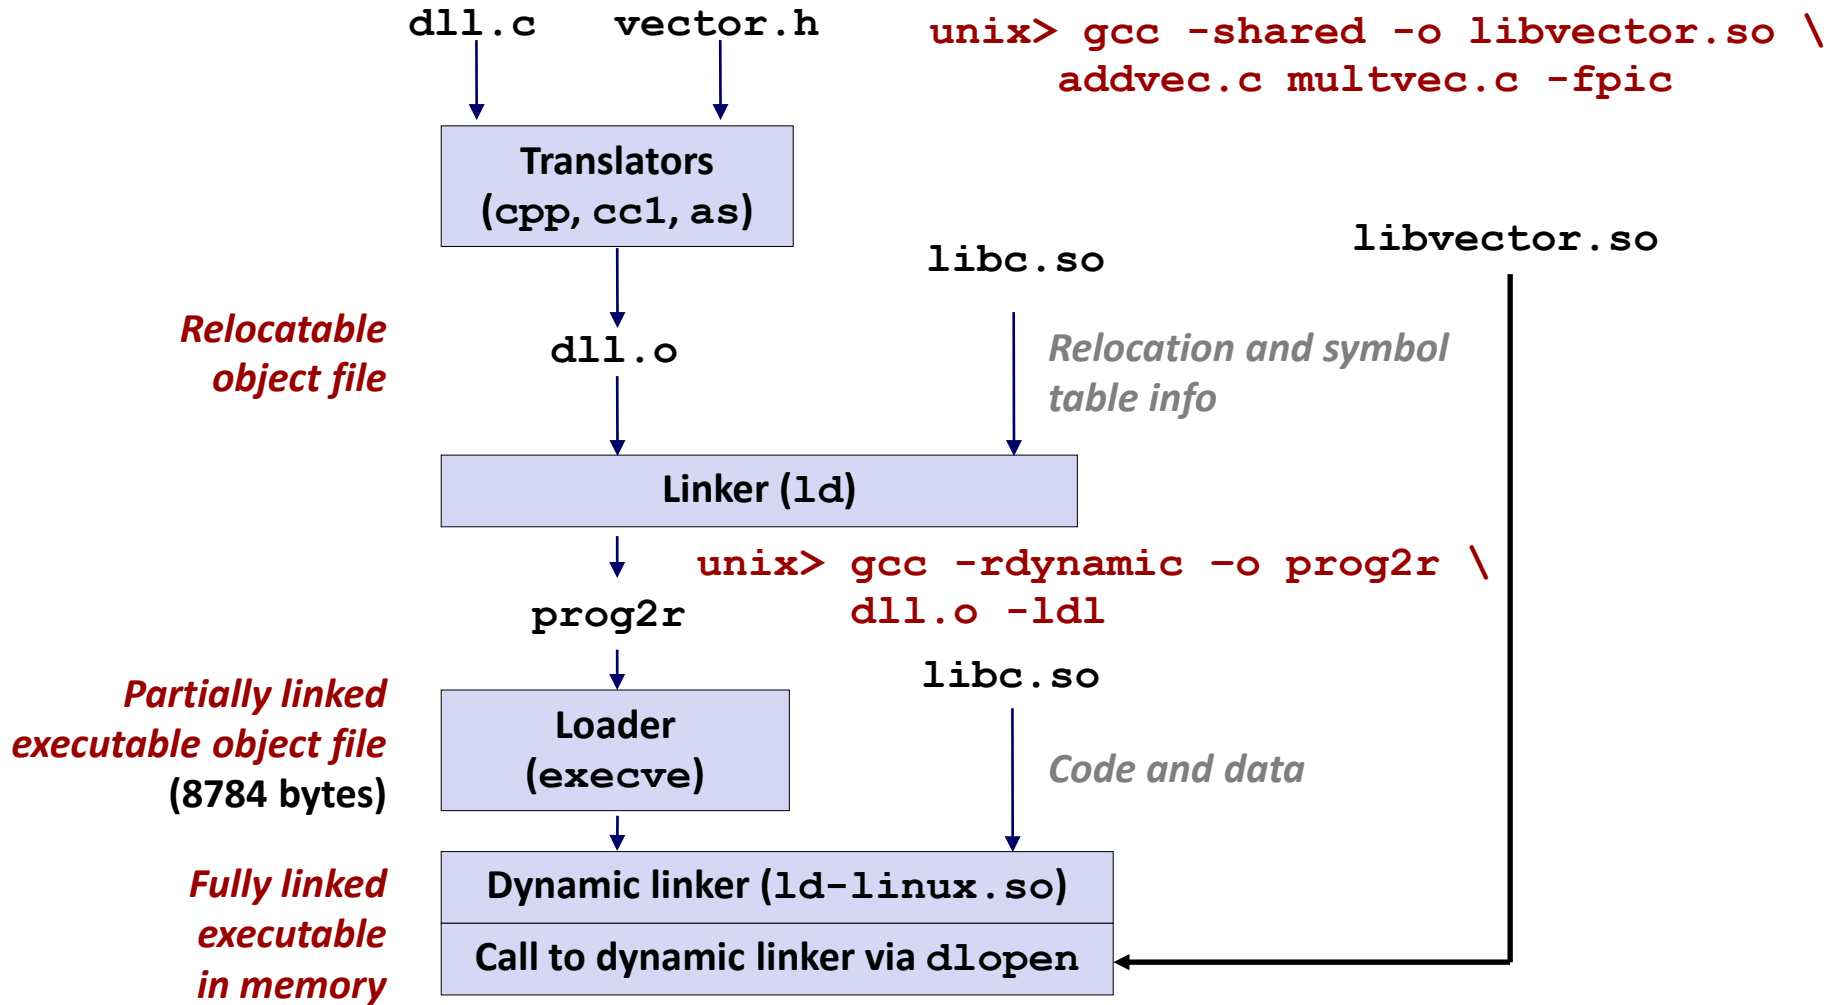 dll.c vector.h
unix> gcc -shared -o libvector.so \
addvec.c multvec.c -fpic
Translators
(cpp, cc1, as)
libc.so
libvector.so
Relocatable
object file
dll.o
Relocation and symbol
table info
Linker (ld)
unix> gcc -rdynamic –o prog2r \
dll.o -ldl
prog2r
libc.so
Partially linked
executable object file
(8784 bytes)
Loader
(execve)
Code and data
Fully linked
executable
in memory
Dynamic linker (ld-linux.so)
Call to dynamic linker via dlopen